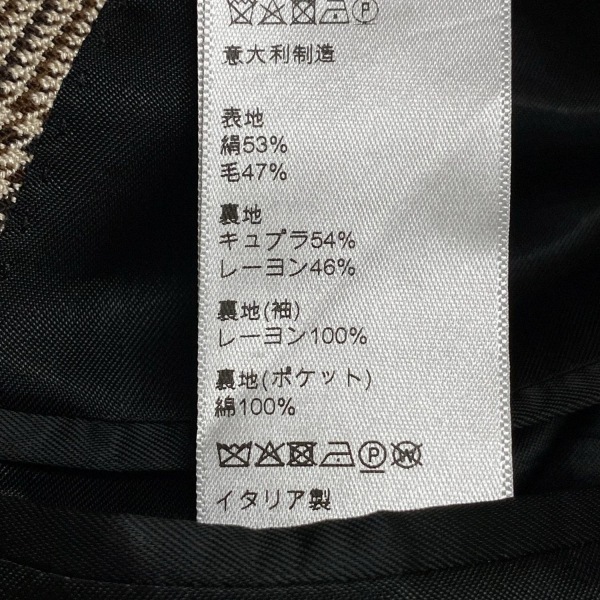 意大利制造
表地
絹53%
毛47%
裏地
キュプラ54%
レーヨン46%
裏地(袖)
レーヨン100%
裏地(ポケット)
綿100%
イタリア製